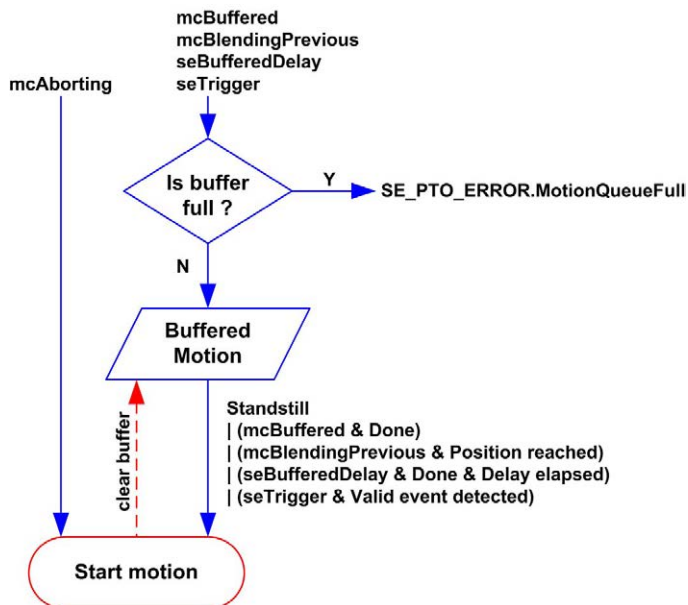 mcBuffered
mcBlendingPrevious
seBufferedDelay
seTrigger
mcAborting
Is buffer
full ?
Y
SE_PTO_ERROR.MotionQueueFull
N
Buffered
Motion
clear buffer
Standstill
| (mcBuffered & Done)
| (mcBlendingPrevious & Position reached)
| (seBufferedDelay & Done & Delay elapsed)
| (seTrigger & Valid event detected)
Start motion